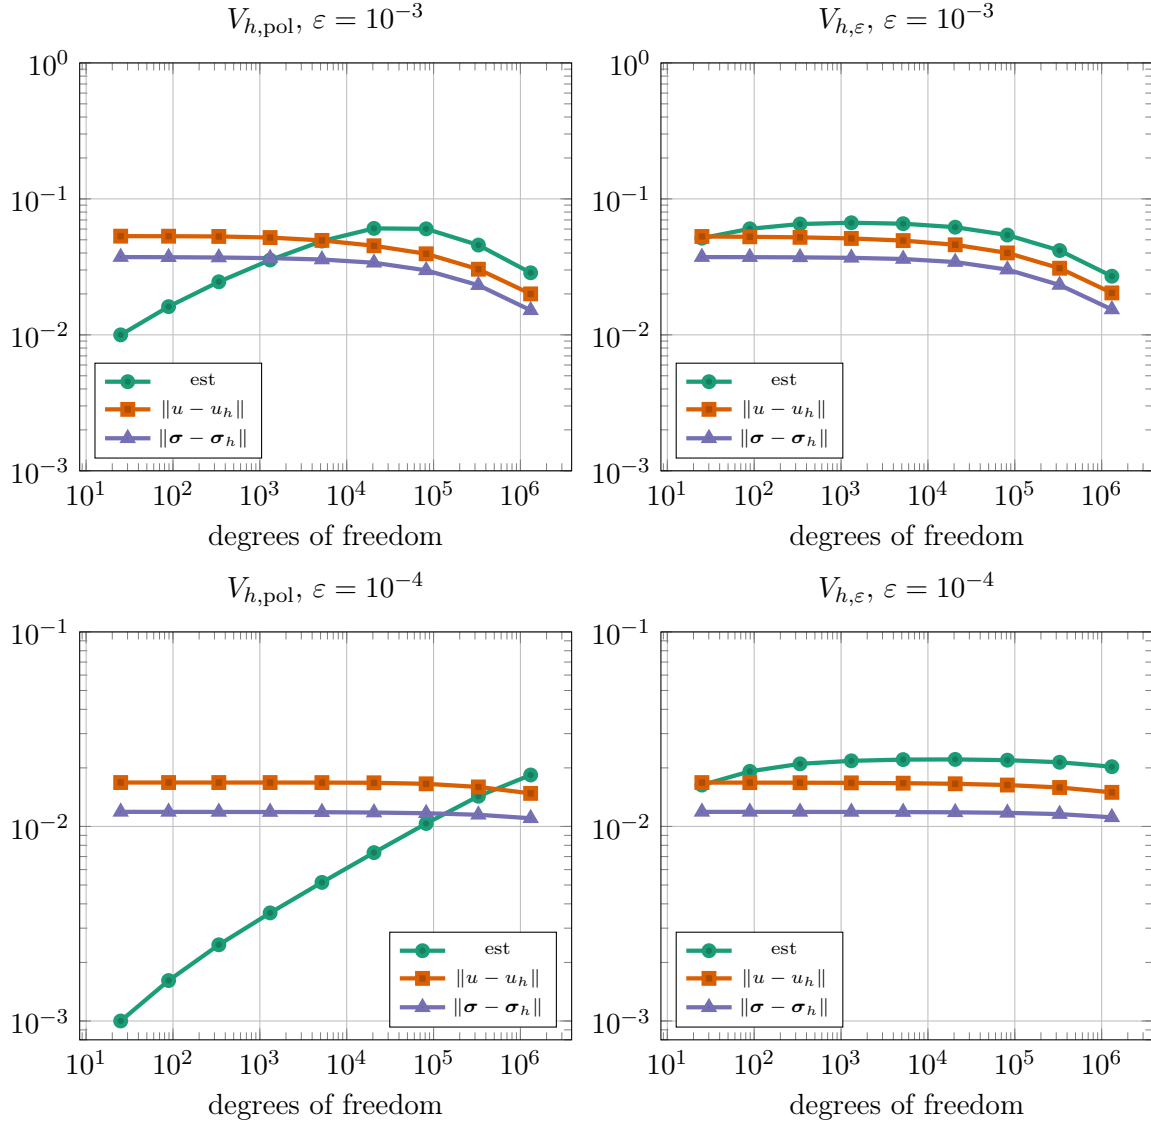 V_{h,pol}, ε = 10^{−3}
10^0
10^{−1}
10^{−2}
10^{−3}
est
‖u − u_h‖
‖σ − σ_h‖
10^1 10^2 10^3 10^4 10^5 10^6
degrees of freedom
V_{h,ε}, ε = 10^{−3}
10^0
10^{−1}
10^{−2}
10^{−3}
est
‖u − u_h‖
‖σ − σ_h‖
10^1 10^2 10^3 10^4 10^5 10^6
degrees of freedom
V_{h,pol}, ε = 10^{−4}
10^{−1}
10^{−2}
10^{−3}
est
‖u − u_h‖
‖σ − σ_h‖
10^1 10^2 10^3 10^4 10^5 10^6
degrees of freedom
V_{h,ε}, ε = 10^{−4}
10^{−1}
10^{−2}
10^{−3}
est
‖u − u_h‖
‖σ − σ_h‖
10^1 10^2 10^3 10^4 10^5 10^6
degrees of freedom